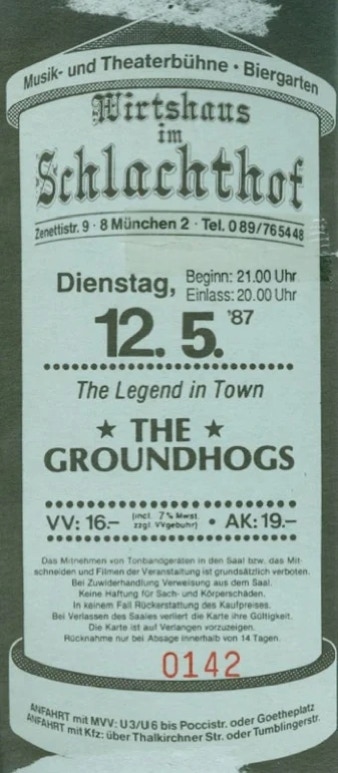 Musik- und Theaterbühne • Biergarten
Wirtshaus
im
Schlachthof
Zenettistr. 9 · 8 München 2 · Tel. 089/765448
Dienstag,
Beginn: 21.00 Uhr
Einlass: 20.00 Uhr
12. 5. '87
The Legend in Town
★ THE ★
GROUNDHOGS
VV: 16.– (incl. 7% Mwst. zzgl. VVgebühr) • AK: 19.–
Das Mitnehmen von Tonbandgeräten in den Saal bzw. das Mit-
schneiden und Filmen der Veranstaltung ist grundsätzlich verboten.
Bei Zuwiderhandlung Verweisung aus dem Saal.
Keine Haftung für Sach- und Körperschäden.
In keinem Fall Rückerstattung des Kaufpreises.
Bei Verlassen des Saales verliert die Karte ihre Gültigkeit.
Die Karte ist auf Verlangen vorzuzeigen.
Rücknahme nur bei Absage innerhalb von 14 Tagen.
0142
ANFAHRT mit MVV: U3/U6 bis Poccistr. oder Goetheplatz
ANFAHRT mit Kfz: über Thalkirchner Str. oder Tumblingerstr.